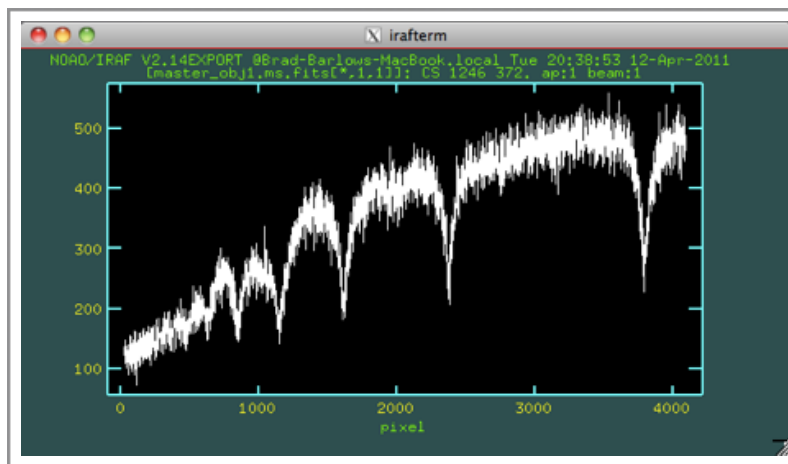 irafterm
NOAO/IRAF V2.14EXPORT @Brad-Barlows-MacBook.local Tue 20:38:53 12-Apr-2011
[master_obj1.ms.fits[*,1,1]]: CS 1246 372. ap:1 beam:1
500
400
300
200
100
0 1000 2000 3000 4000
pixel